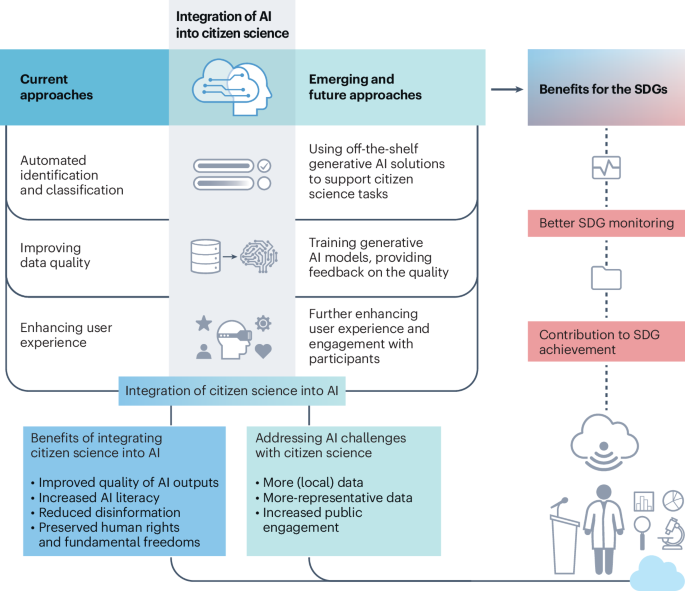 Integration of AI
into citizen science
Current
approaches
Emerging and
future approaches
Benefits for the SDGs
Automated
identification
and classification
Using off-the-shelf
generative AI solutions
to support citizen
science tasks
Improving
data quality
Training generative
AI models, providing
feedback on the quality
Enhancing user
experience
Further enhancing
user experience and
engagement with
participants
Better SDG monitoring
Contribution to SDG
achievement
Integration of citizen science into AI
Benefits of integrating
citizen science into AI
• Improved quality of AI outputs
• Increased AI literacy
• Reduced disinformation
• Preserved human rights
and fundamental freedoms
Addressing AI challenges
with citizen science
• More (local) data
• More-representative data
• Increased public
engagement